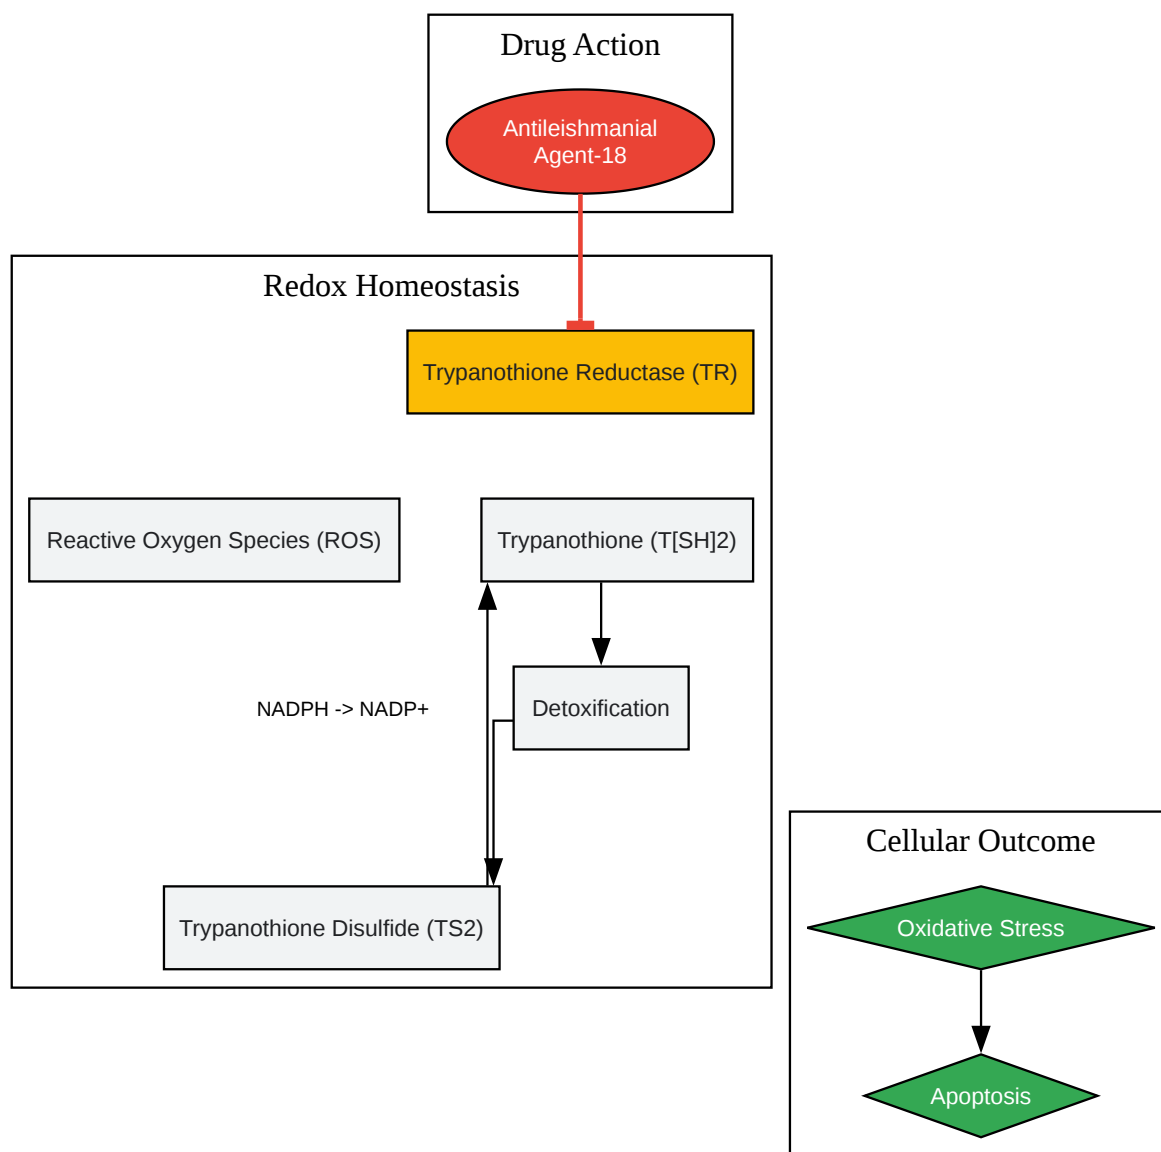 Drug Action
Antileishmanial
Agent-18
Redox Homeostasis
Trypanothione Reductase (TR)
Reactive Oxygen Species (ROS)
Trypanothione (T[SH]2)
NADPH -> NADP+
Detoxification
Trypanothione Disulfide (TS2)
Cellular Outcome
Oxidative Stress
Apoptosis